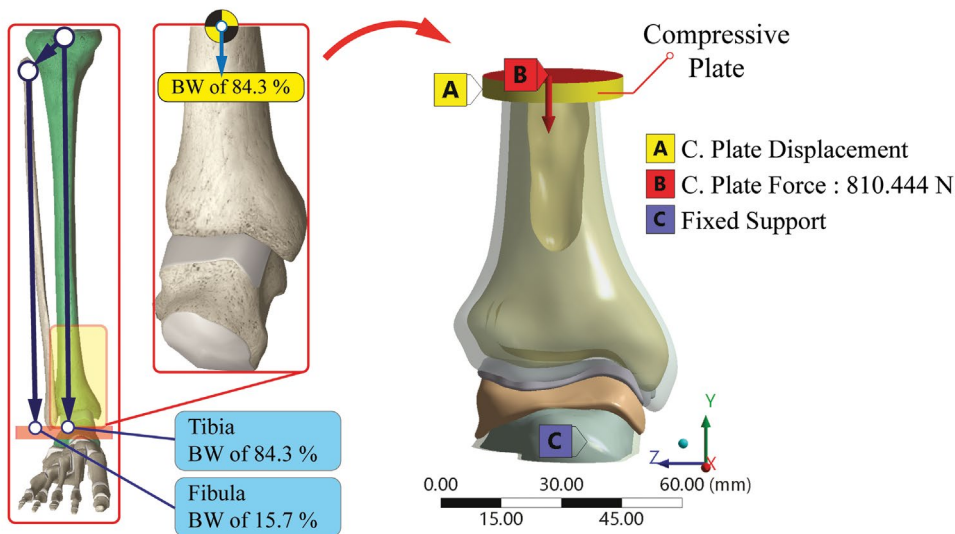 BW of 84.3 %
Tibia
BW of 84.3 %
Fibula
BW of 15.7 %
Compressive
Plate
A
B
A C. Plate Displacement
B C. Plate Force : 810.444 N
C Fixed Support
C
Y
Z
X
0.00 30.00 60.00 (mm)
15.00 45.00